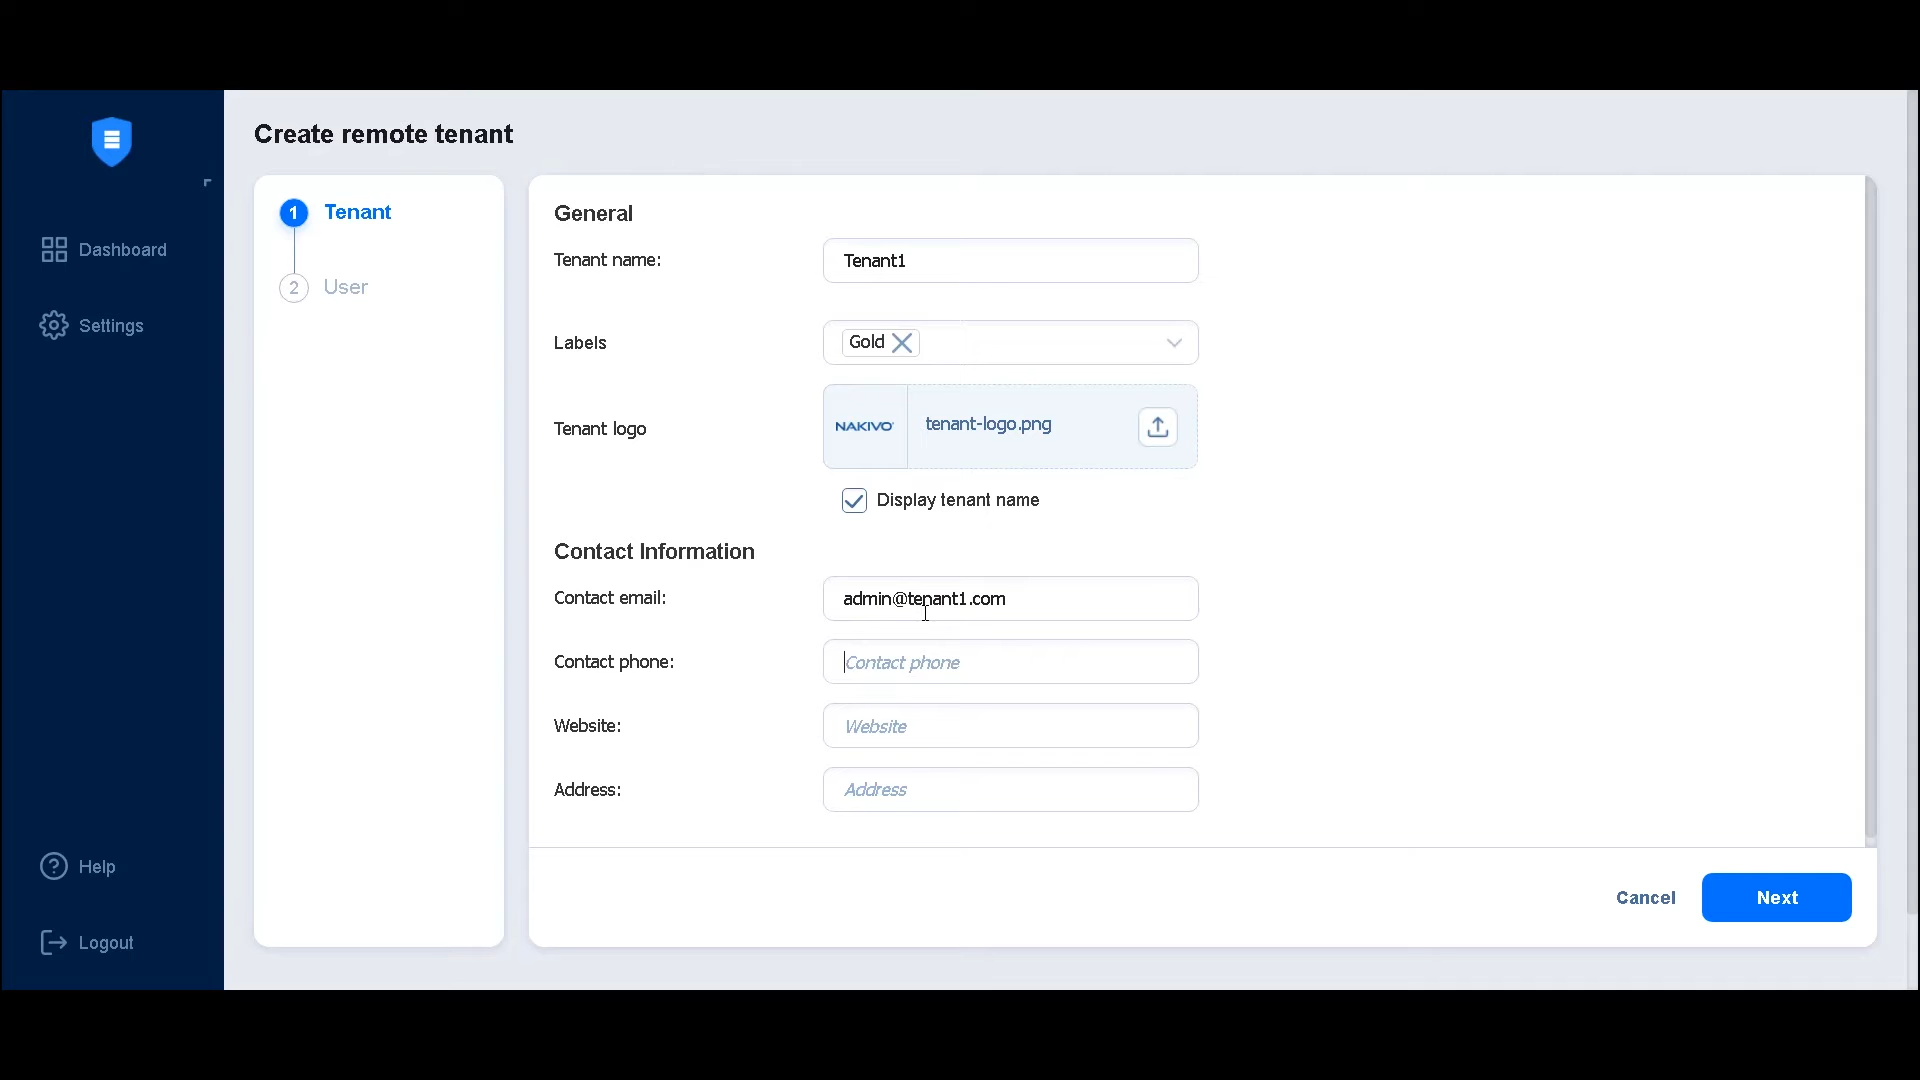 Create remote tenant
Dashboard
Settings
Help
Logout
1 Tenant
2 User
General
Tenant name: Tenant1
Labels Gold
Tenant logo NAKIVO® tenant-logo.png
Display tenant name
Contact Information
Contact email: admin@tenant1.com
Contact phone: Contact phone
Website: Website
Address: Address
Cancel Next